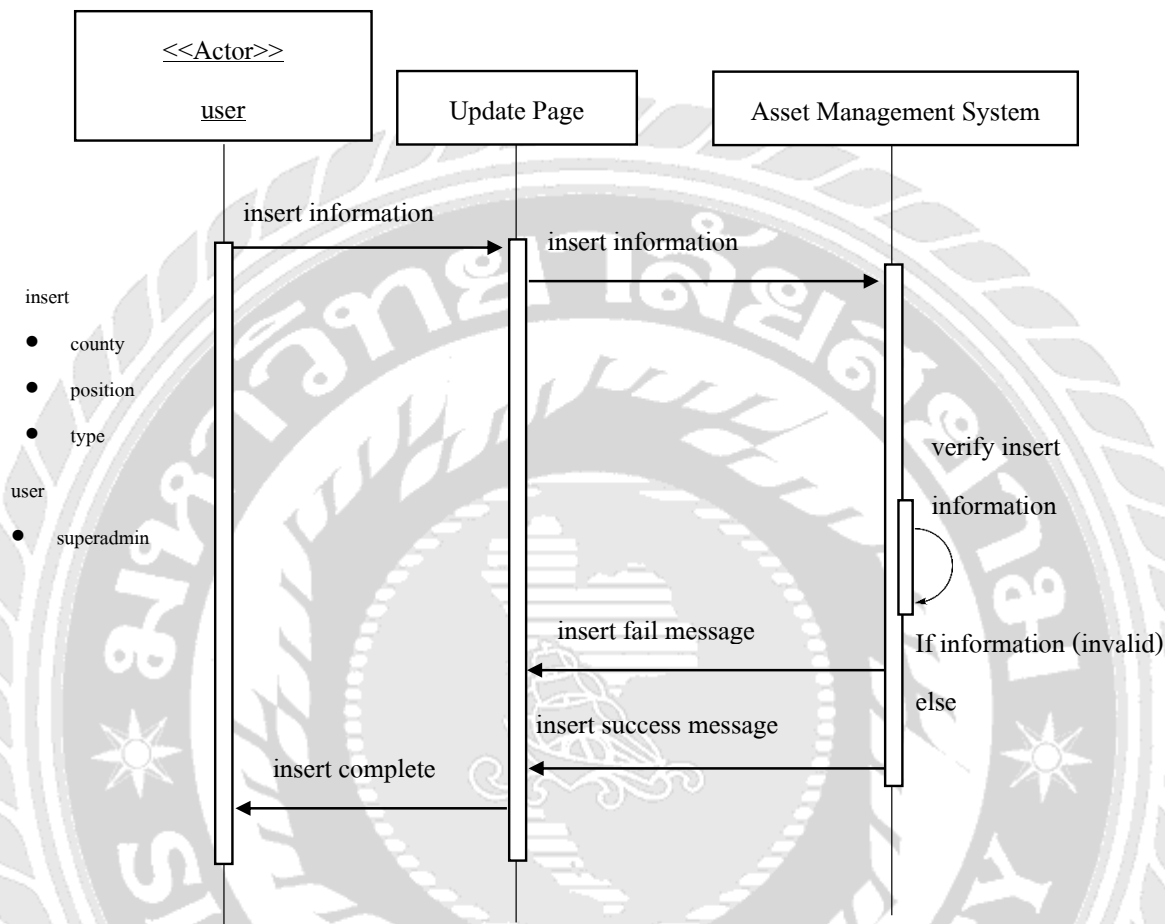 <<Actor>>
user
Update Page
Asset Management System
insert information
insert information
insert
● county
● position
● type
user
● superadmin
verify insert
information
insert fail message
If information (invalid)
else
insert success message
insert complete